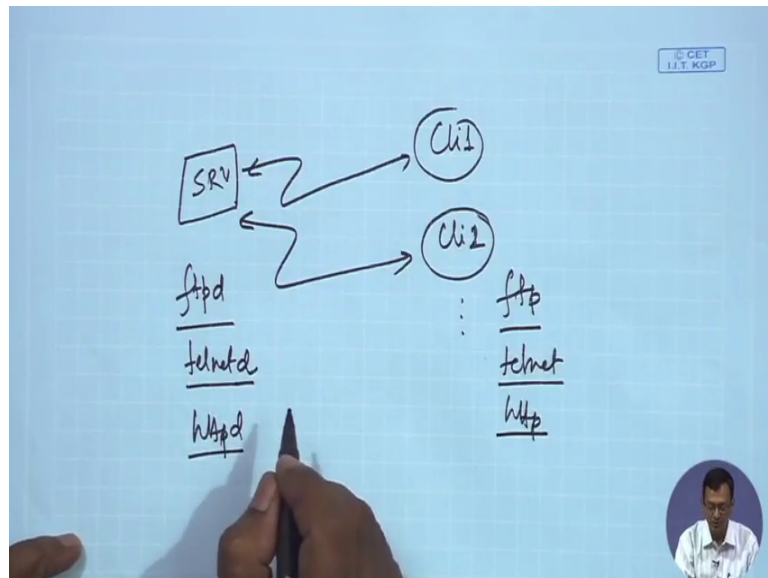 © CET
I.I.T. KGP
Cli1
SRV
Cli2
ftpd ftp
telnetd telnet
httpd http